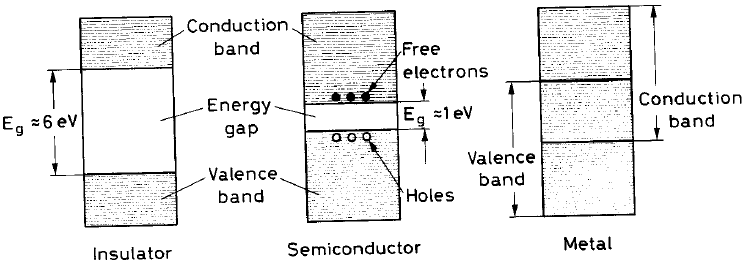 Conduction
band
Free
electrons
Energy
gap
E_g ≈ 6 eV
E_g ≈ 1eV
Conduction
band
Valence
band
Valence
band
Holes
Insulator
Semiconductor
Metal